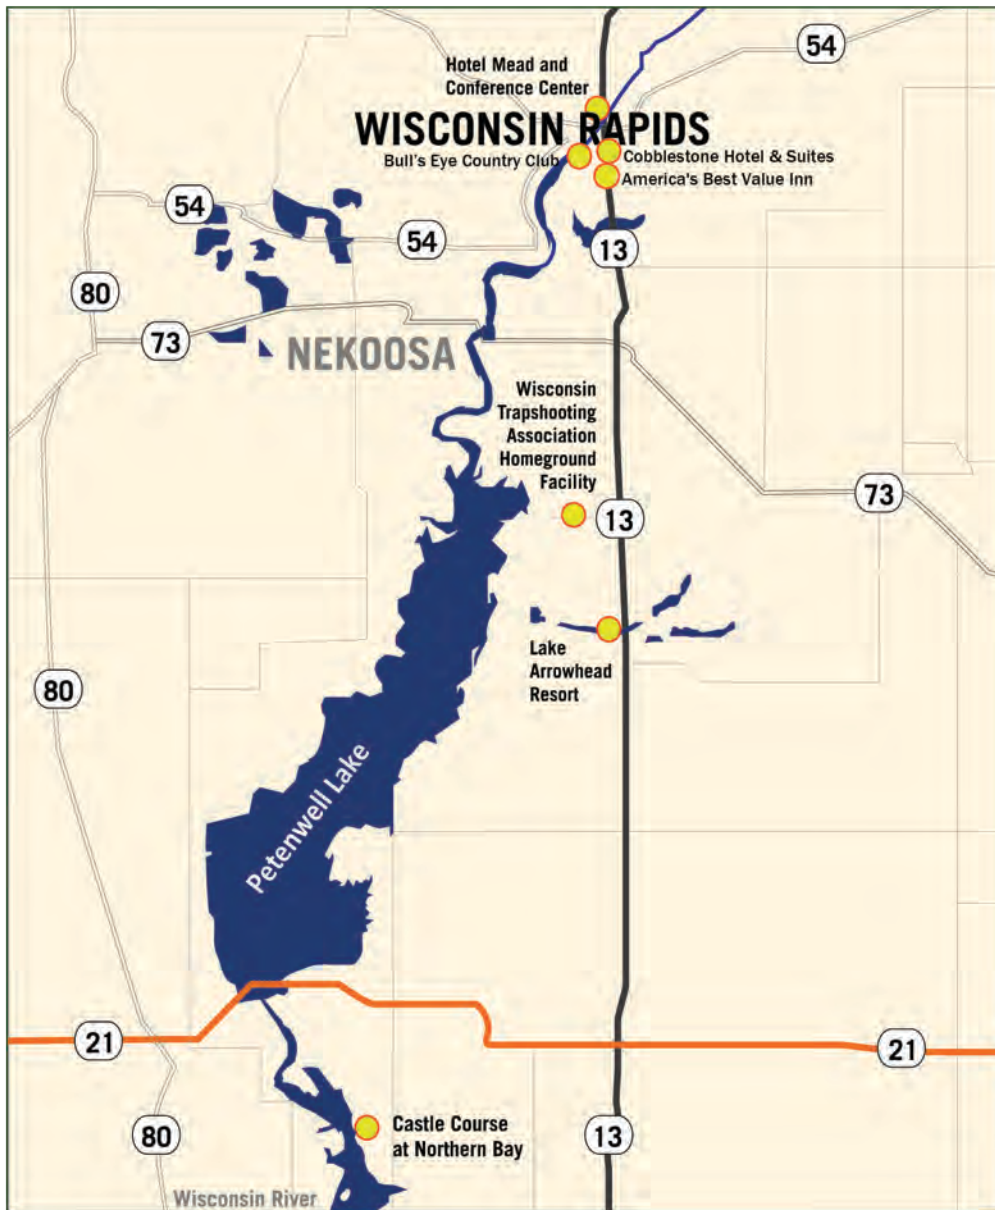 54
Hotel Mead and
Conference Center
WISCONSIN RAPIDS
Bull's Eye Country Club
Cobblestone Hotel & Suites
America's Best Value Inn
54
54
13
80
73
NEKOOSA
Wisconsin
Trapshooting
Association
Homeground
Facility
73
13
Lake
Arrowhead
Resort
80
Petenwell Lake
21
21
Castle Course
at Northern Bay
80
13
Wisconsin River